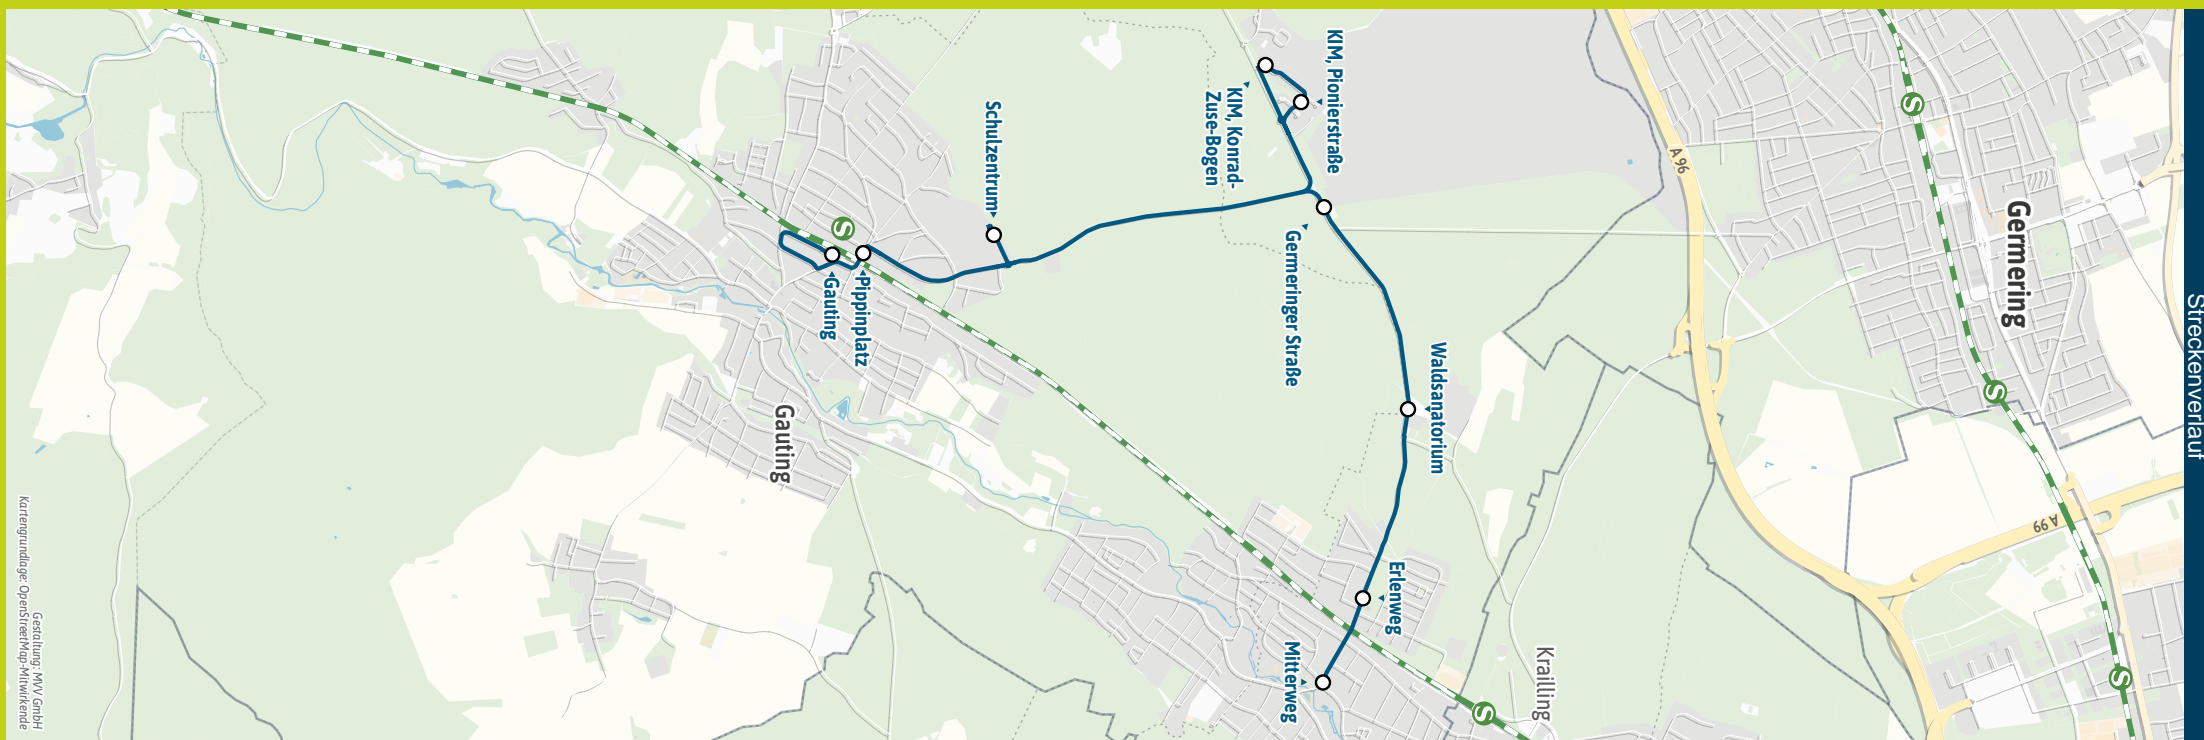 Streckenverlauf
Germering
A 96
A 99
KIM, Pionierstraße
KIM, Konrad-
Zuse-Bogen
Germeringer Straße
Schulzentrum
Pippinplatz
Gauting
Gauting
Waldsanatorium
Erlenweg
Mitterweg
Krailling
S
S
S
S
S
Gestaltung: MVV GmbH
Kartengrundlage: OpenStreetMap-Mitwirkende